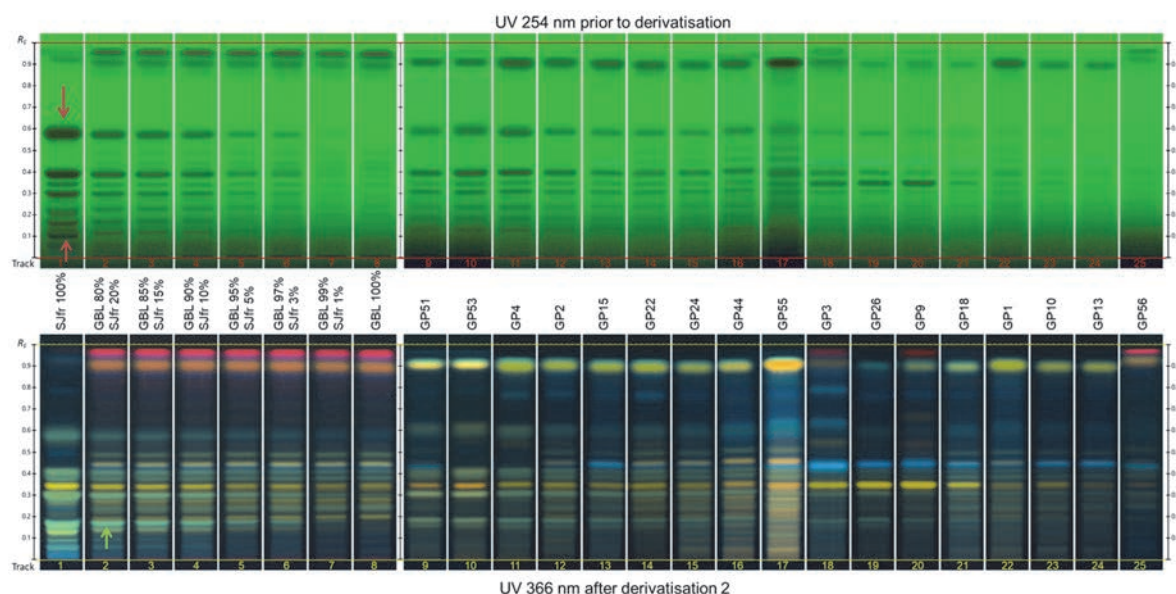 UV 254 nm prior to derivatisation
R_F
0.9 0.8 0.7 0.6 0.5 0.4 0.3 0.2 0.1
Track 1 2 3 4 5 6 7 8 9 10 11 12 13 14 15 16 17 18 19 20 21 22 23 24 25
SJfr 100%
GBL 80%
SJfr 20%
GBL 85%
SJfr 15%
GBL 90%
SJfr 10%
GBL 95%
SJfr 5%
GBL 97%
SJfr 3%
GBL 99%
SJfr 1%
GBL 100%
GP51
GP53
GP4
GP2
GP15
GP22
GP24
GP44
GP55
GP3
GP26
GP9
GP18
GP1
GP10
GP13
GP56
R_F
0.9 0.8 0.7 0.6 0.5 0.4 0.3 0.2 0.1
Track 1 2 3 4 5 6 7 8 9 10 11 12 13 14 15 16 17 18 19 20 21 22 23 24 25
UV 366 nm after derivatisation 2